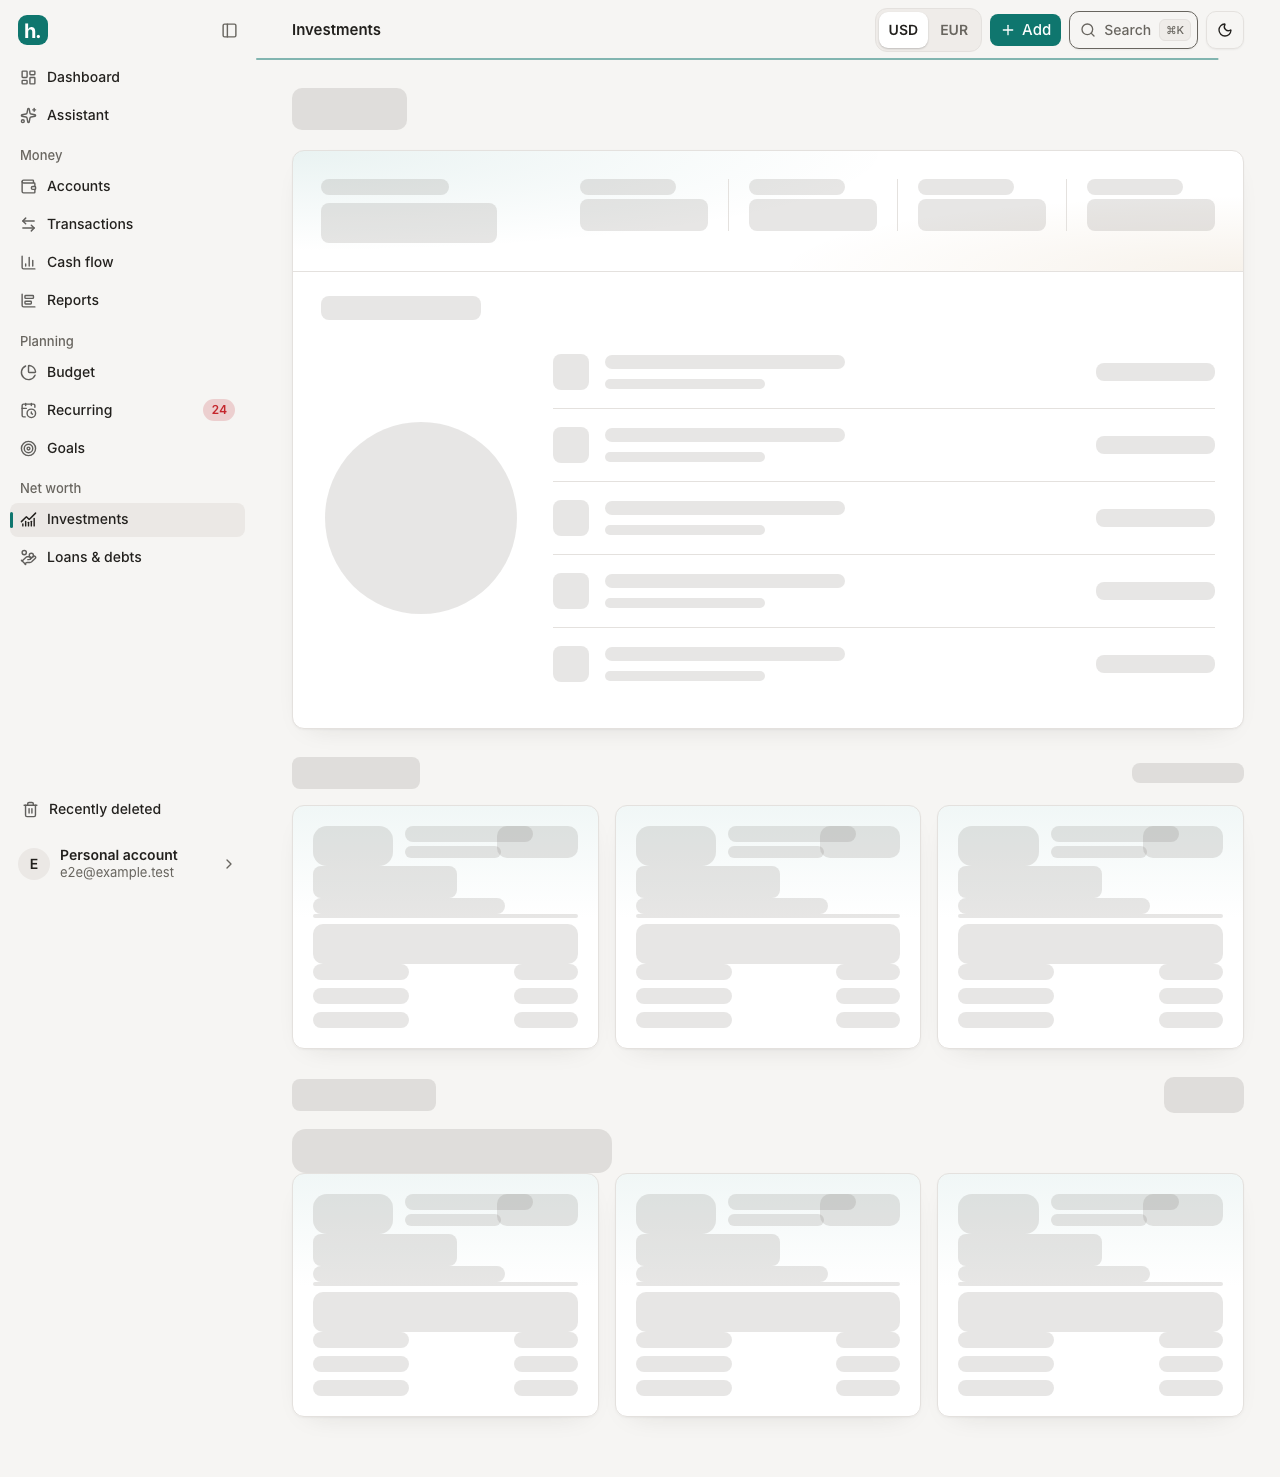 h.
Investments
USD
EUR
Add
Search
⌘K
Dashboard
Assistant
Money
Accounts
Transactions
Cash flow
Reports
Planning
Budget
Recurring
24
Goals
Net worth
Investments
Loans & debts
Recently deleted
E
Personal account
e2e@example.test